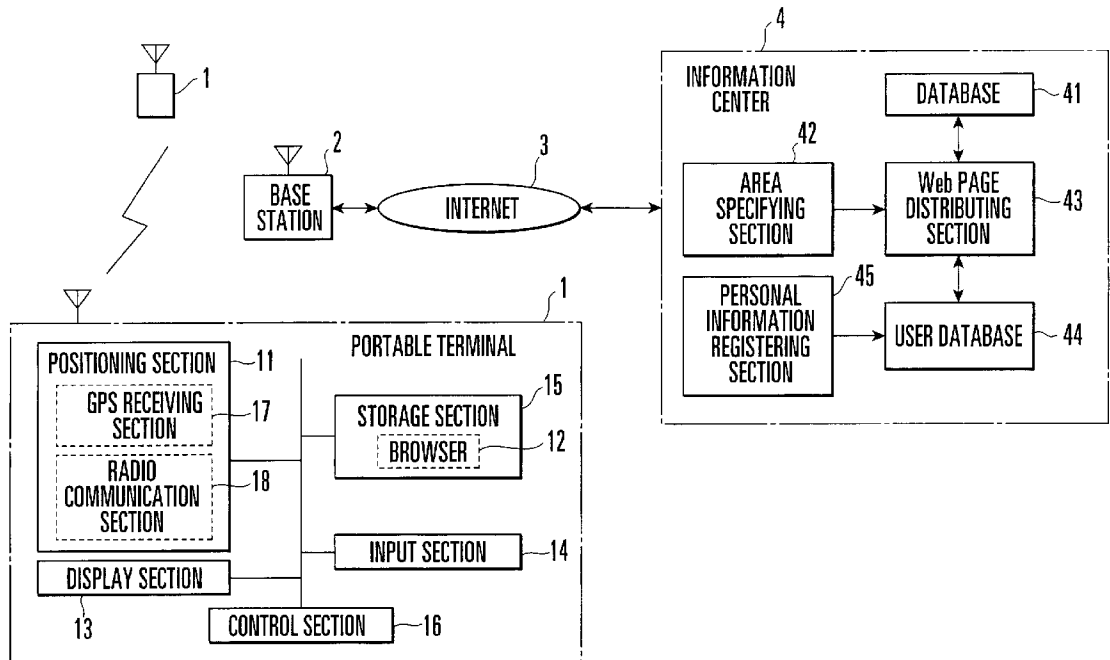 1
2
BASE
STATION
3
INTERNET
4
INFORMATION
CENTER
DATABASE
41
42
AREA
SPECIFYING
SECTION
Web PAGE
DISTRIBUTING
SECTION
43
45
PERSONAL
INFORMATION
REGISTERING
SECTION
USER DATABASE
44
1
PORTABLE TERMINAL
POSITIONING SECTION
11
GPS RECEIVING
SECTION
17
RADIO
COMMUNICATION
SECTION
18
STORAGE SECTION
15
BROWSER
12
INPUT SECTION
14
DISPLAY SECTION
13
CONTROL SECTION
16